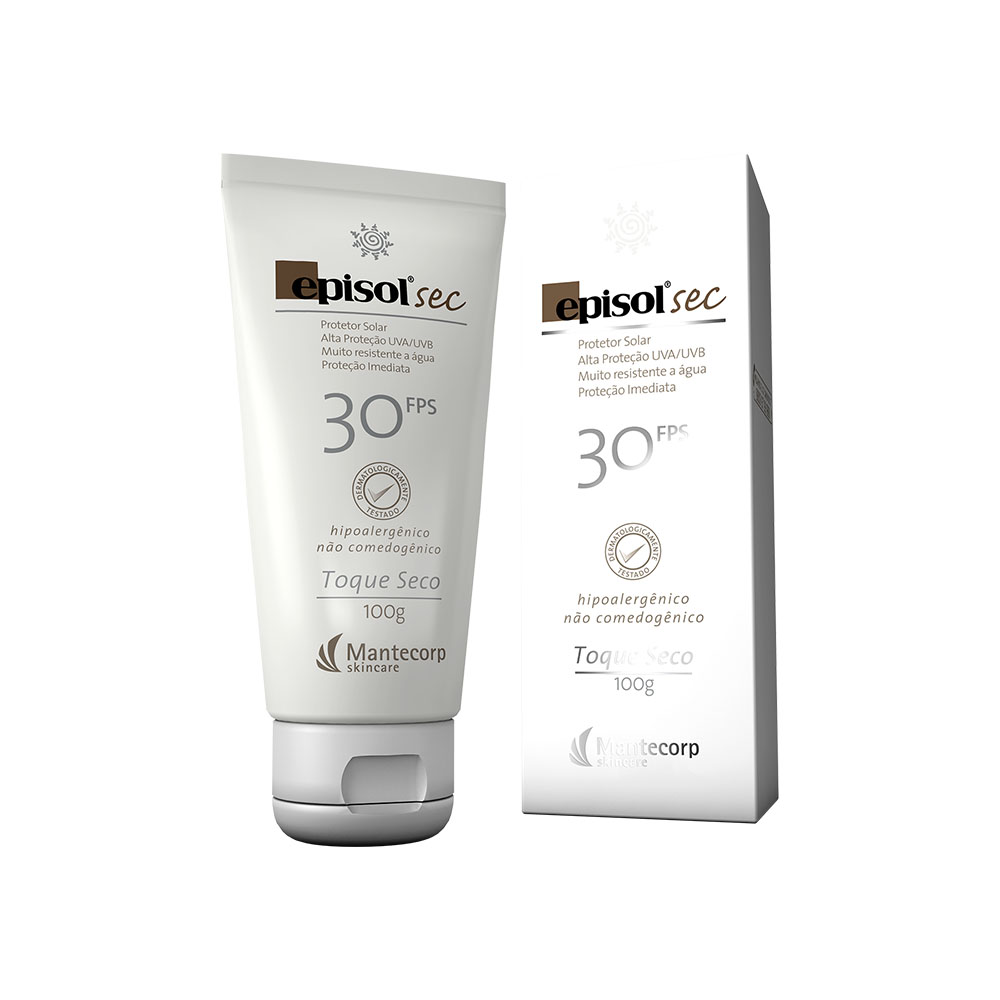 episol® sec
Protetor Solar
Alta Proteção UVA/UVB
Muito resistente a água
Proteção Imediata
30 FPS
DERMATOLOGICAMENTE
TESTADO
hipoalergênico
não comedogênico
Toque Seco
100g
Mantecorp
skincare
episol® sec
Protetor Solar
Alta Proteção UVA/UVB
Muito resistente a água
Proteção Imediata
30 FPS
DERMATOLOGICAMENTE
TESTADO
hipoalergênico
não comedogênico
Toque Seco
100g
Mantecorp
skincare